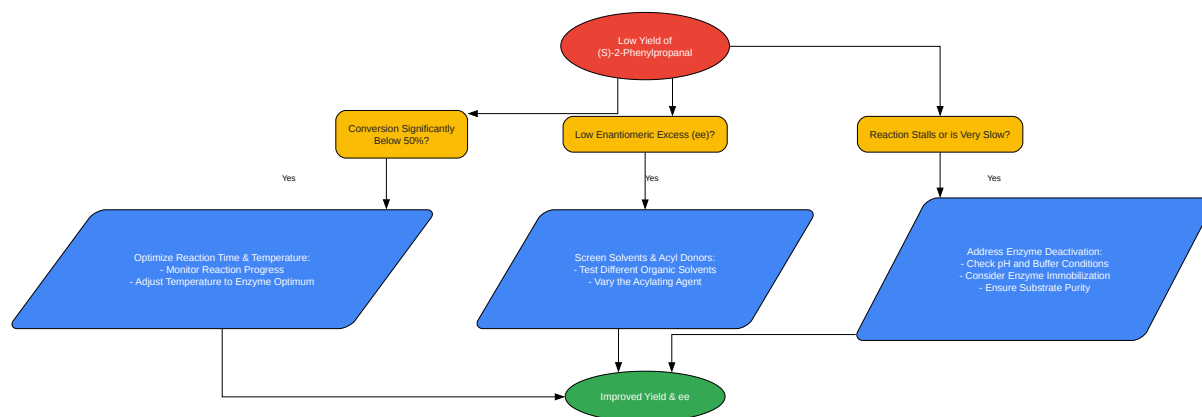 Low Yield of
(S)-2-Phenylpropanal
Conversion Significantly
Below 50%?
Low Enantiomeric Excess (ee)?
Reaction Stalls or is Very Slow?
Yes
Yes
Yes
Optimize Reaction Time & Temperature:
- Monitor Reaction Progress
- Adjust Temperature to Enzyme Optimum
Screen Solvents & Acyl Donors:
- Test Different Organic Solvents
- Vary the Acylating Agent
Address Enzyme Deactivation:
- Check pH and Buffer Conditions
- Consider Enzyme Immobilization
- Ensure Substrate Purity
Improved Yield & ee